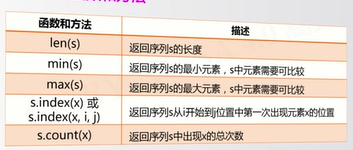 函数和方法
描述
len(s)
返回序列s的长度
min(s)
返回序列s的最小元素，s中元素需要可比较
max(s)
返回序列s的最大元素，s中元素需要可比较
s.index(x) 或
s.index(x, i, j)
返回序列s从i开始到j位置中第一次出现元素x的位置
s.count(x)
返回序列s中出现x的总次数